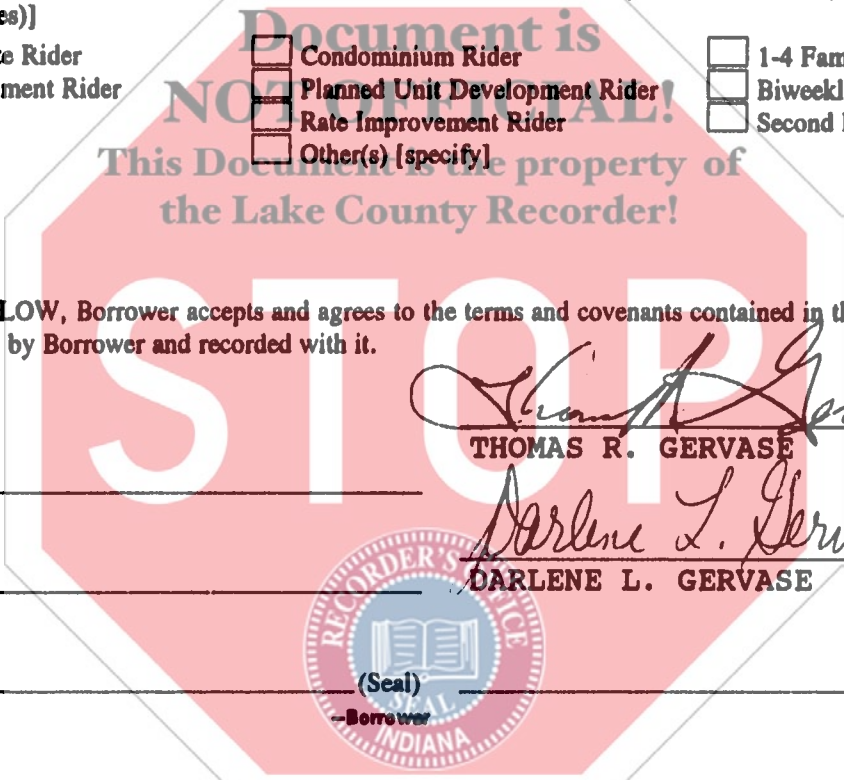 es)]
Document is
e Rider Condominium Rider 1-4 Fam
ment Rider Planned Unit Development Rider Biweekl
NOT OFFICIAL!
Rate Improvement Rider Second
Other(s) [specify]
This Document is the property of
the Lake County Recorder!
LOW, Borrower accepts and agrees to the terms and covenants contained in th
by Borrower and recorded with it.
STOP
THOMAS R. GERVASE
Darlene L. Gerv
DARLENE L. GERVASE
RECORDER'S OFFICE
(Seal)
SEAL
-Borrower
INDIANA